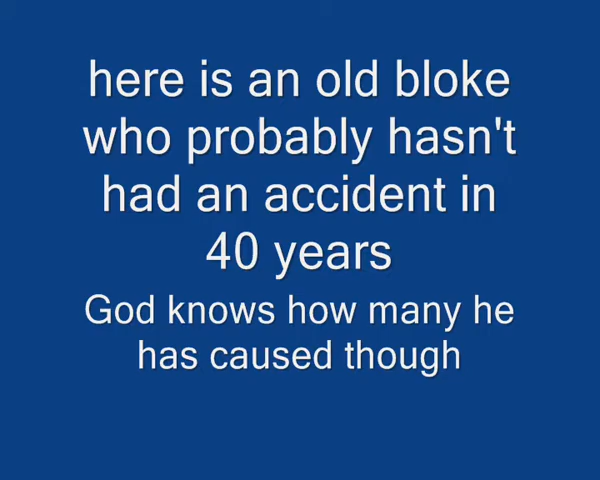 here is an old bloke
who probably hasn't
had an accident in
40 years
God knows how many he
has caused though